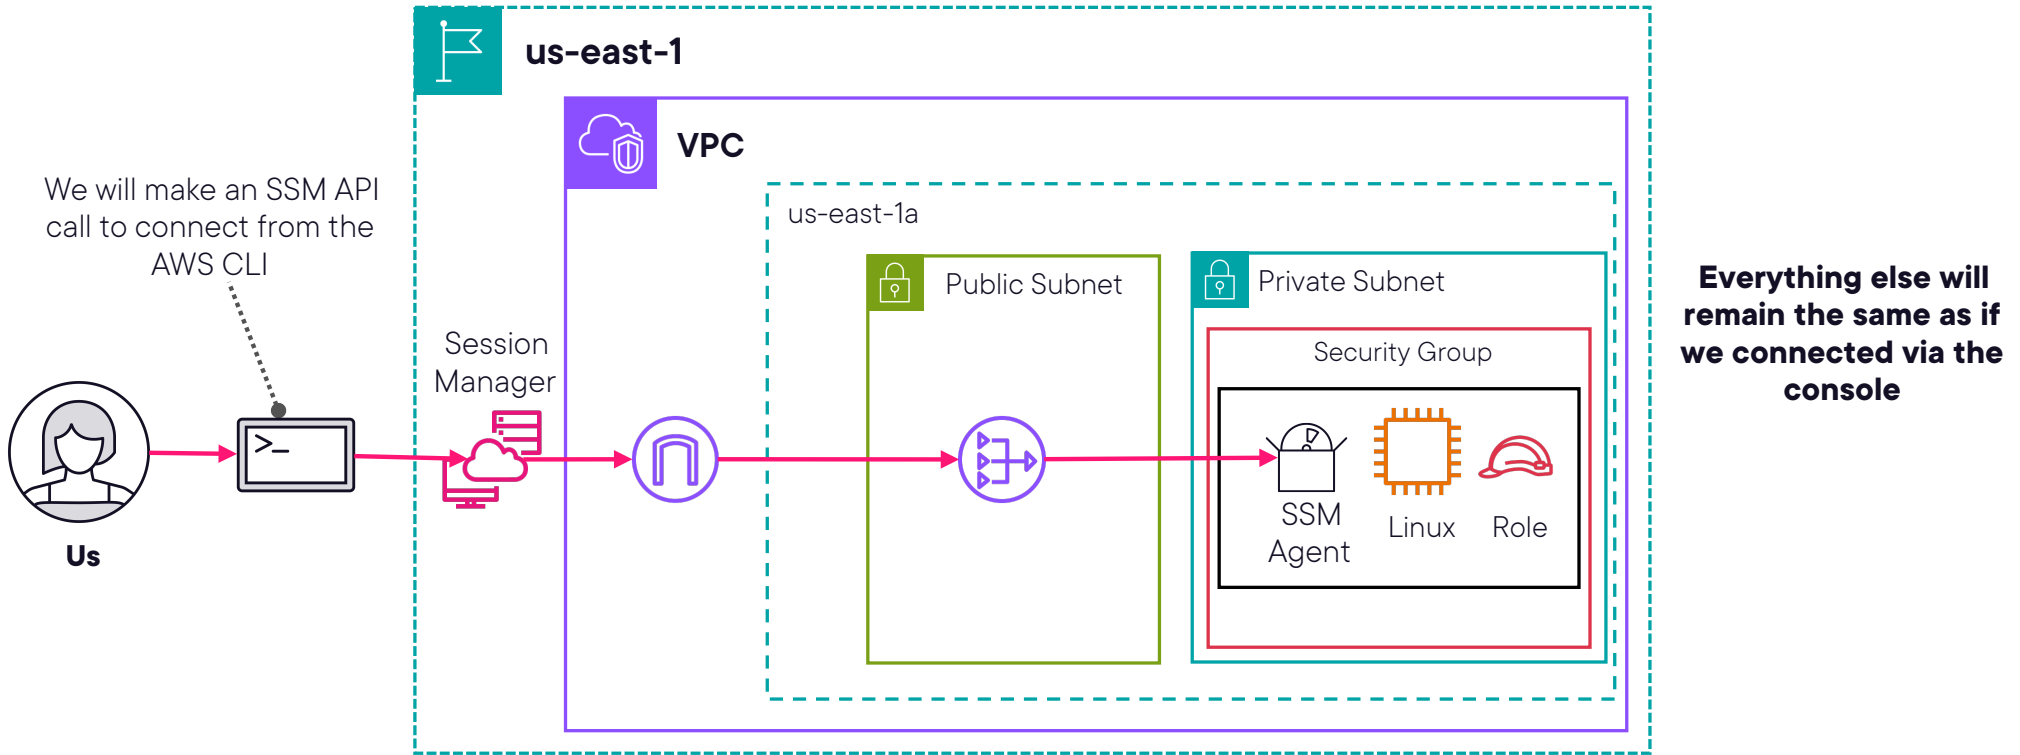 us-east-1
VPC
We will make an SSM API
call to connect from the
AWS CLI
us-east-1a
Public Subnet
Private Subnet
Everything else will
remain the same as if
we connected via the
console
Session
Manager
Security Group
>_
SSM
Agent
Linux
Role
Us